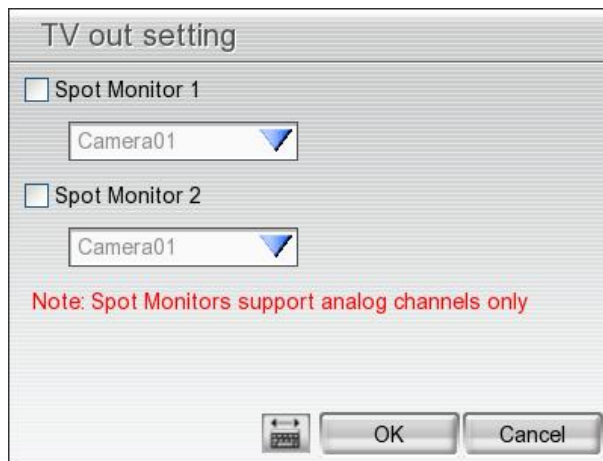 TV out setting
Spot Monitor 1
Camera01
Spot Monitor 2
Camera01
Note: Spot Monitors support analog channels only
OK Cancel